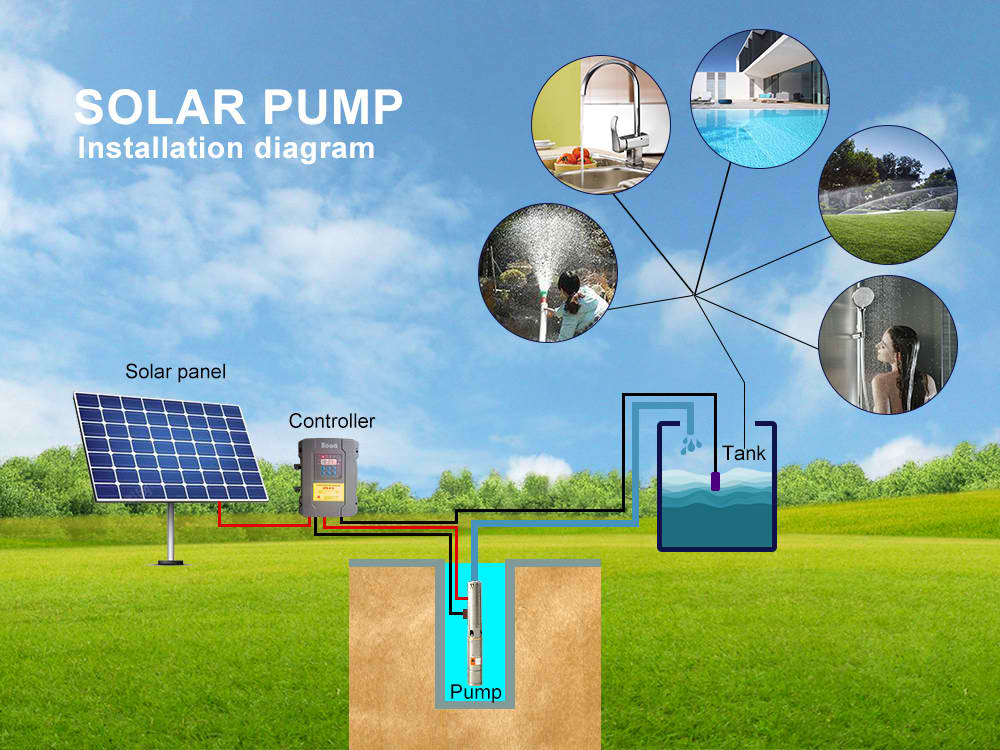 SOLAR PUMP
Installation diagram
Solar panel
Controller
Tank
Pump